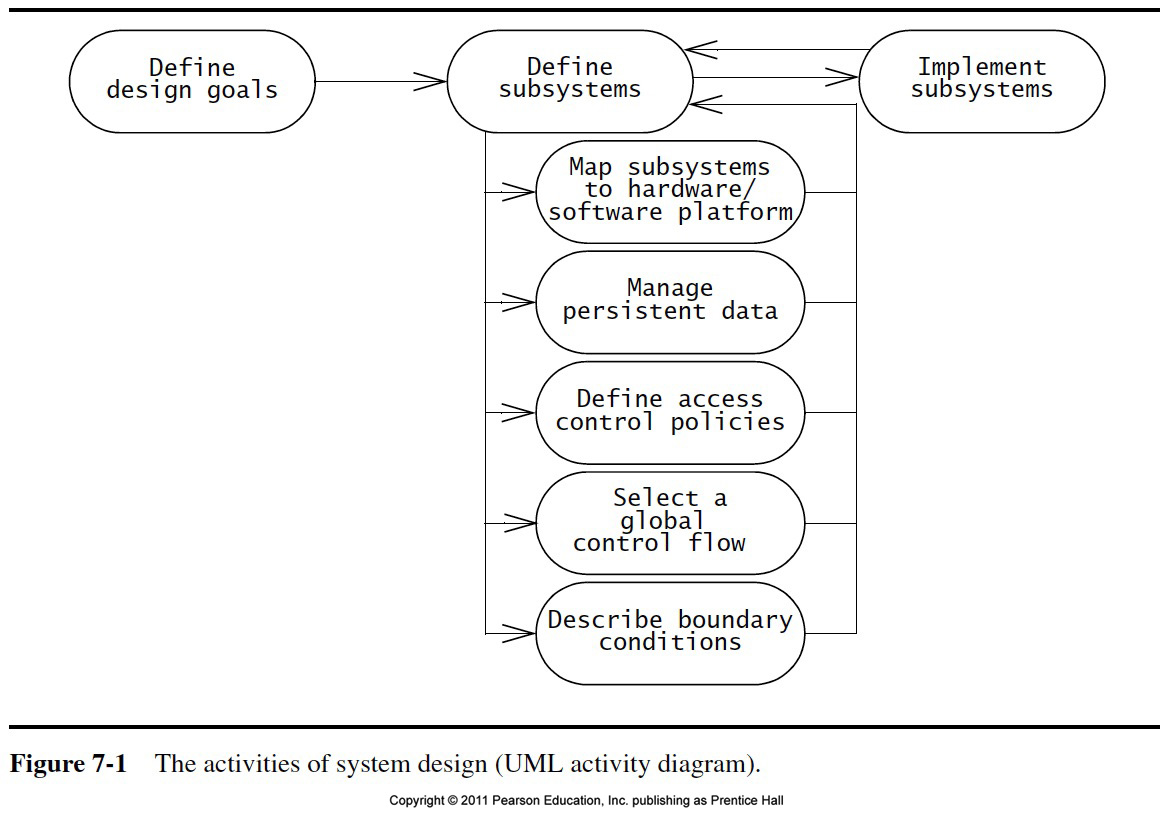 Define
design goals
Define
subsystems
Implement
subsystems
Map subsystems
to hardware/
software platform
Manage
persistent data
Define access
control policies
Select a
global
control flow
Describe boundary
conditions
Figure 7-1 The activities of system design (UML activity diagram).
Copyright © 2011 Pearson Education, Inc. publishing as Prentice Hall